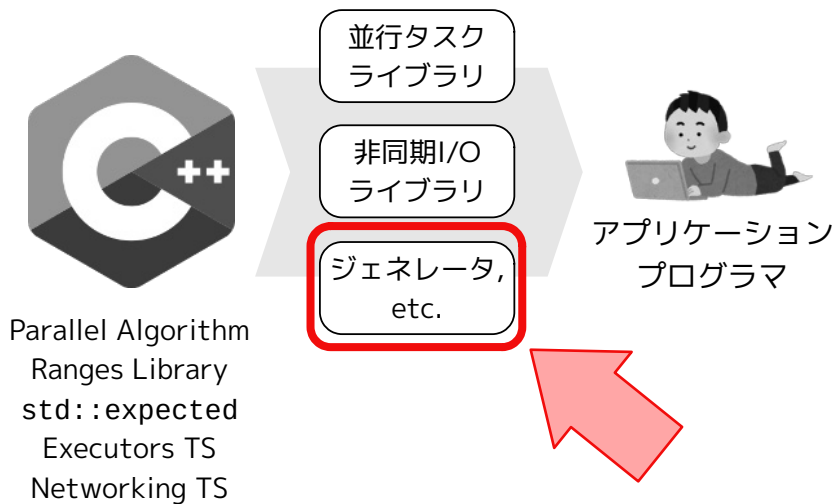 並行タスク
ライブラリ
非同期I/O
ライブラリ
ジェネレータ,
etc.
C++
Parallel Algorithm
Ranges Library
std::expected
Executors TS
Networking TS
アプリケーション
プログラマ